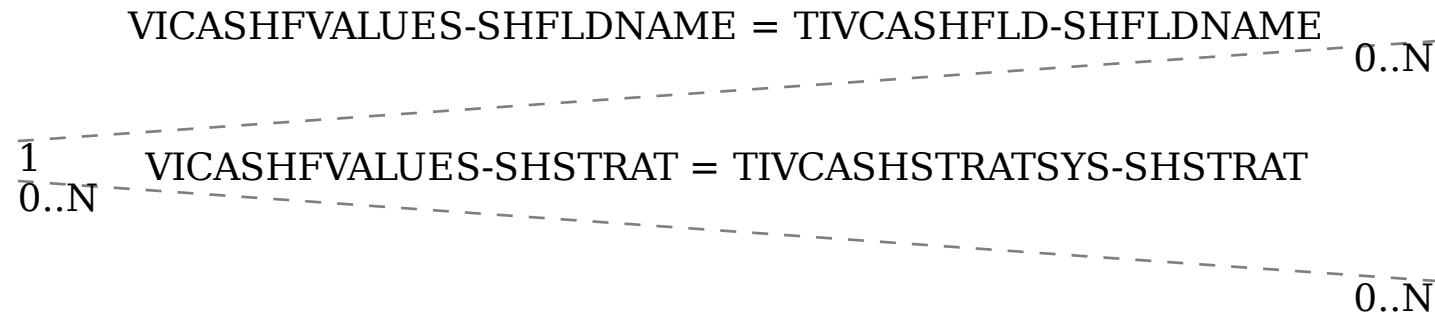 VICASHFVALUES-SHFLDNAME = TIVCASHFLD-SHFLDNAME
0..N
1
VICASHFVALUES-SHSTRAT = TIVCASHSTRATSYS-SHSTRAT
0..N
0..N